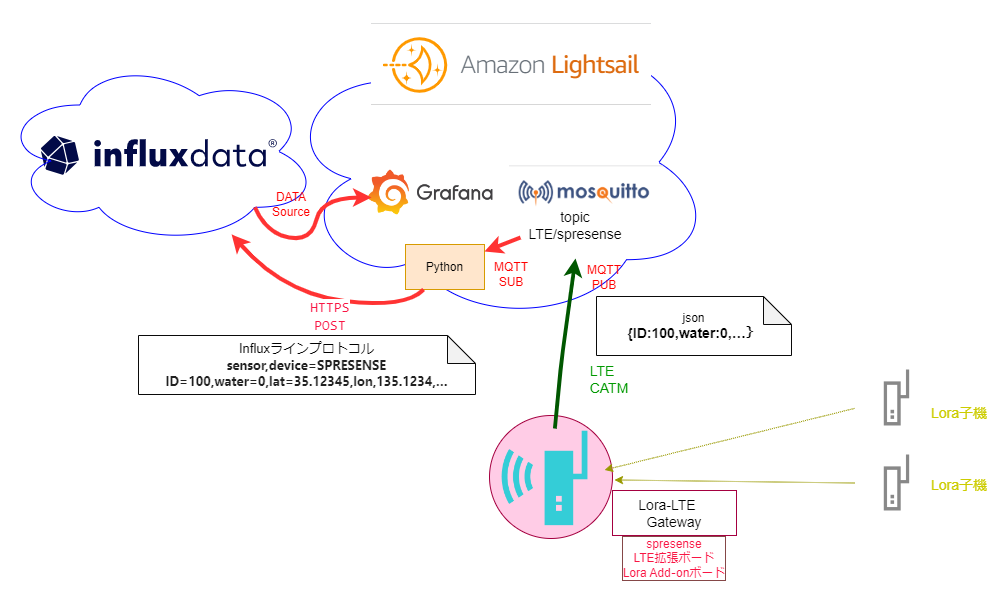 Amazon Lightsail
influxdata®
DATA
Source
Grafana
mosquitto
topic
LTE/spresense
Python
MQTT
SUB
MQTT
PUB
HTTPS
POST
Influxラインプロトコル
sensor,device=SPRESENSE
ID=100,water=0,lat=35.12345,lon,135.1234,...
json
{ID:100,water:0,...}
LTE
CATM
Lora子機
Lora子機
Lora-LTE
Gateway
spresense
LTE拡張ボード
Lora Add-onボード